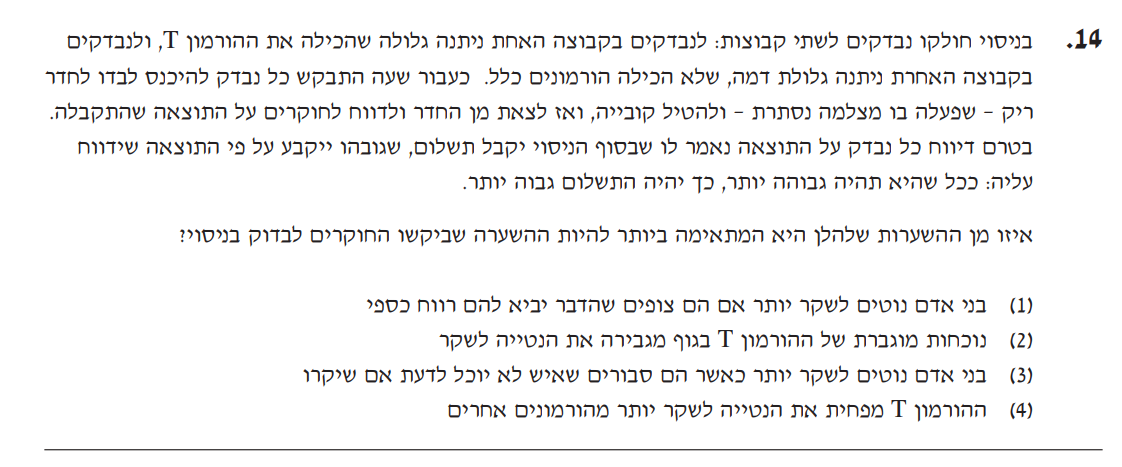 14. בניסוי חולקו נבדקים לשתי קבוצות: לנבדקים בקבוצה האחת ניתנה גלולה שהכילה את ההורמון T, ולנבדקים
בקבוצה האחרת ניתנה גלולת דמה, שלא הכילה הורמונים כלל. כעבור שעה התבקש כל נבדק להיכנס לבדו לחדר
ריק – שפעלה בו מצלמה נסתרת – ולהטיל קובייה, ואז לצאת מן החדר ולדווח לחוקרים על התוצאה שהתקבלה.
בטרם דיווח כל נבדק על התוצאה נאמר לו שבסוף הניסוי יקבל תשלום, שגובהו ייקבע על פי התוצאה שידווח
עליה: ככל שהיא תהיה גבוהה יותר, כך יהיה התשלום גבוה יותר.
איזו מן ההשערות שלהלן היא המתאימה ביותר להיות ההשערה שביקשו החוקרים לבדוק בניסוי?
(1) בני אדם נוטים לשקר יותר אם הם צופים שהדבר יביא להם רווח כספי
(2) נוכחות מוגברת של ההורמון T בגוף מגבירה את הנטייה לשקר
(3) בני אדם נוטים לשקר יותר כאשר הם סבורים שאיש לא יוכל לדעת אם שיקרו
(4) ההורמון T מפחית את הנטייה לשקר יותר מהורמונים אחרים